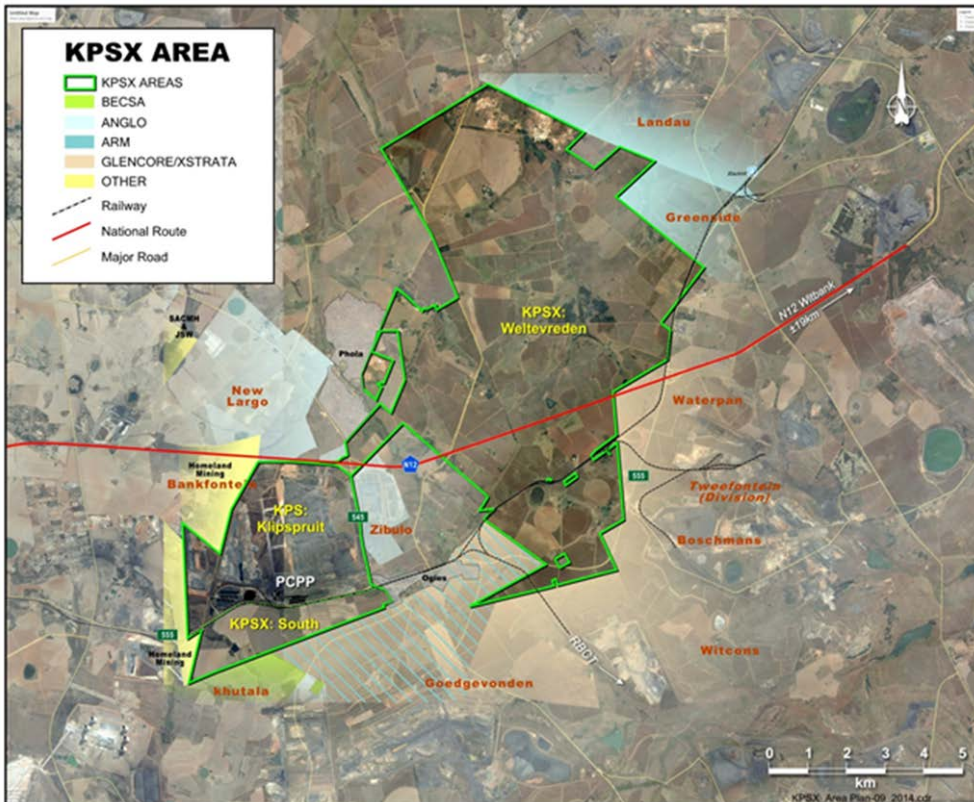 Untitled Map
KPSX AREA
KPSX AREAS
BECSA
ANGLO
ARM
GLENCORE/XSTRATA
OTHER
Railway
National Route
Major Road
Landau
Greenside
KPSX:
Weltevreden
N12 Witbank
±19km
SACMH
&
JSW
Phola
New
Largo
Waterpan
Homeland
Mining
Bankfontein
N12
KPS:
Klipspruit
545
Zibulo
555
Tweefontein
(Division)
Boschmans
PCPP
Ogies
KPSX: South
555
Homeland
Mining
RBCT
Witcons
khutala
Goedgevonden
0 1 2 3 4 5
km
KPSX: Area Plan-09_2014.cdr